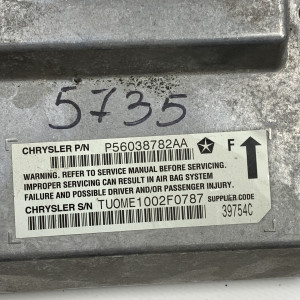 5735
CHRYSLER P/N P56038782AA F
WARNING. REFER TO SERVICE MANUAL BEFORE SERVICING.
IMPROPER SERVICING CAN RESULT IN AIR BAG SYSTEM
FAILURE AND POSSIBLE DRIVER AND/OR PASSENGER INJURY.
CHRYSLER S/N TUOME1002F0787 SUPPLIER.CODE
39754C